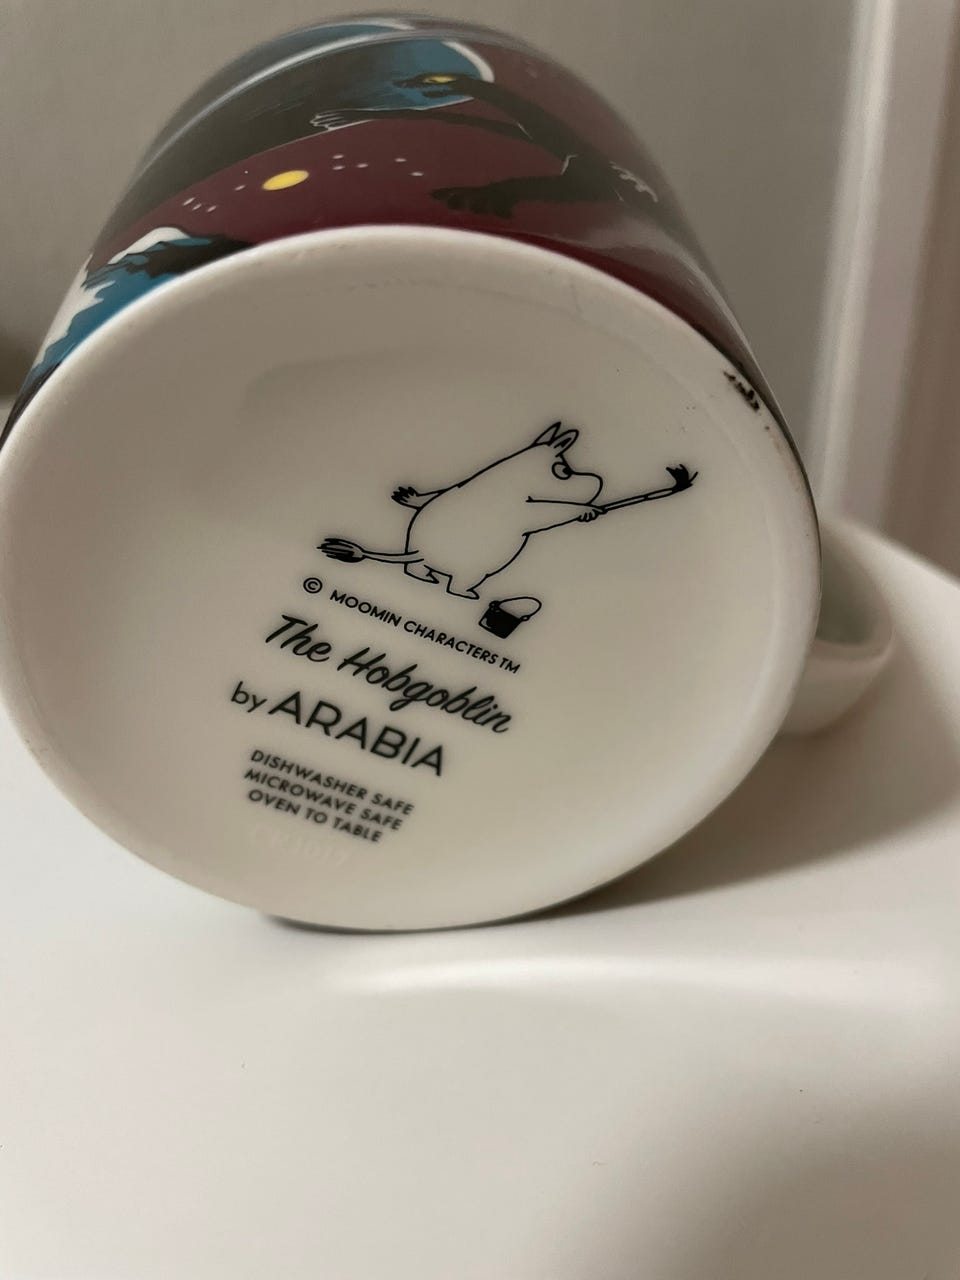 © MOOMIN CHARACTERS™
The Hobgoblin
by ARABIA
DISHWASHER SAFE
MICROWAVE SAFE
OVEN TO TABLE